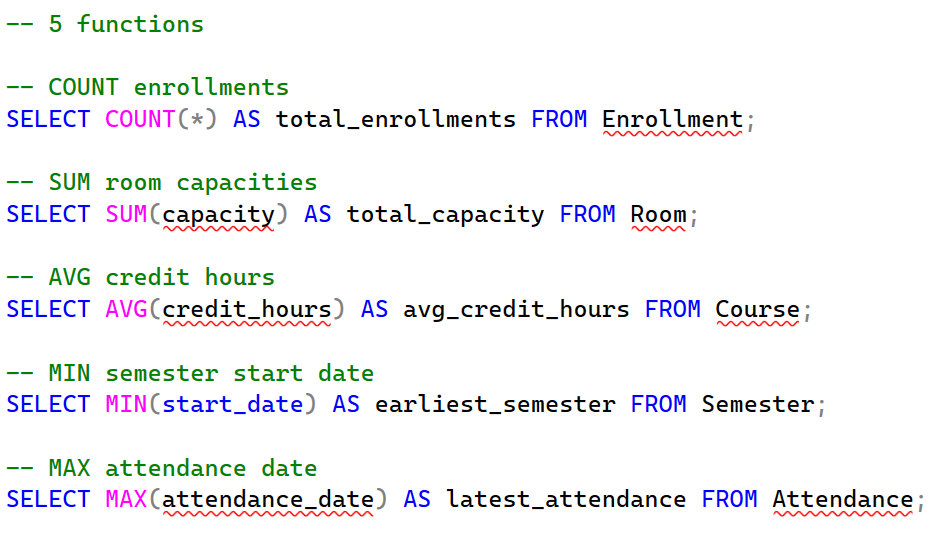 -- 5 functions
-- COUNT enrollments
SELECT COUNT(*) AS total_enrollments FROM Enrollment;
-- SUM room capacities
SELECT SUM(capacity) AS total_capacity FROM Room;
-- AVG credit hours
SELECT AVG(credit_hours) AS avg_credit_hours FROM Course;
-- MIN semester start date
SELECT MIN(start_date) AS earliest_semester FROM Semester;
-- MAX attendance date
SELECT MAX(attendance_date) AS latest_attendance FROM Attendance;